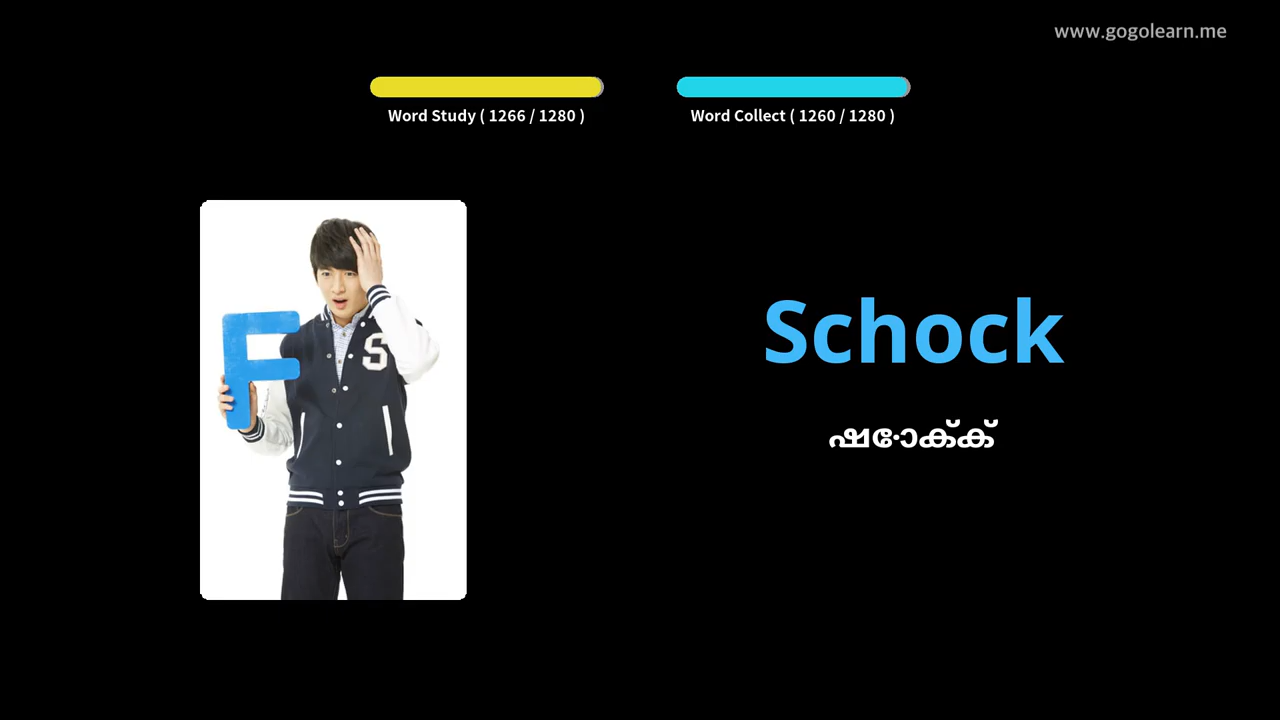 www.gogolearn.me
Word Study ( 1266 / 1280 )
Word Collect ( 1260 / 1280 )
F
S
Schock
ഷോക്ക്